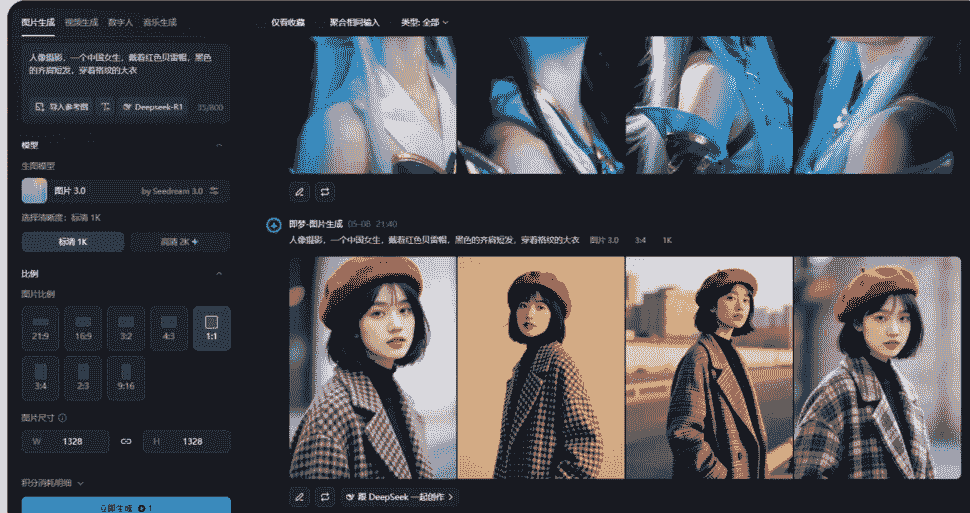 图片生成 视频生成 数字人 音乐生成
人像摄影，一个中国女生，戴着红色贝雷帽，黑色
的齐肩短发，穿着格纹的大衣
导入参考图 Deepseek-R1 35/800
模型
生图模型
图片 3.0 by Seedream 3.0
选择清晰度：标清 1K
标清 1K 高清 2K
比例
图片比例
21:9 16:9 3:2 4:3 1:1
3:4 2:3 9:16
图片尺寸
W 1328 H 1328
积分消耗明细
立即生成 1
仅看收藏 聚合相同输入 类型: 全部
即梦-图片生成 05-08 21:40
人像摄影，一个中国女生，戴着红色贝雷帽，黑色的齐肩短发，穿着格纹的大衣 图片 3.0 3:4 1K
跟 DeepSeek 一起创作